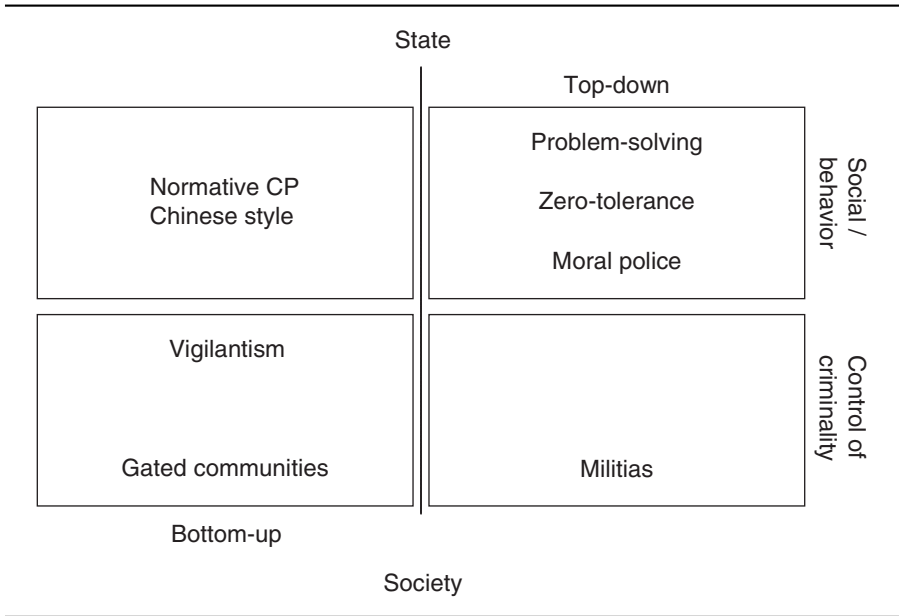 State
Top-down
Normative CP
Chinese style
Problem-solving
Zero-tolerance
Moral police
Social /
behavior
Vigilantism
Gated communities
Militias
Control of
criminality
Bottom-up
Society